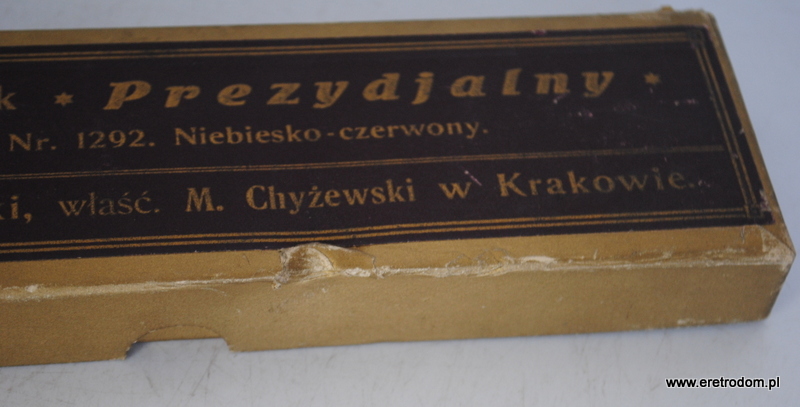 k * Prezydjalny *
Nr. 1292. Niebiesko-czerwony.
ki, właść. M. Chyżewski w Krakowie.
www.eretrodom.pl